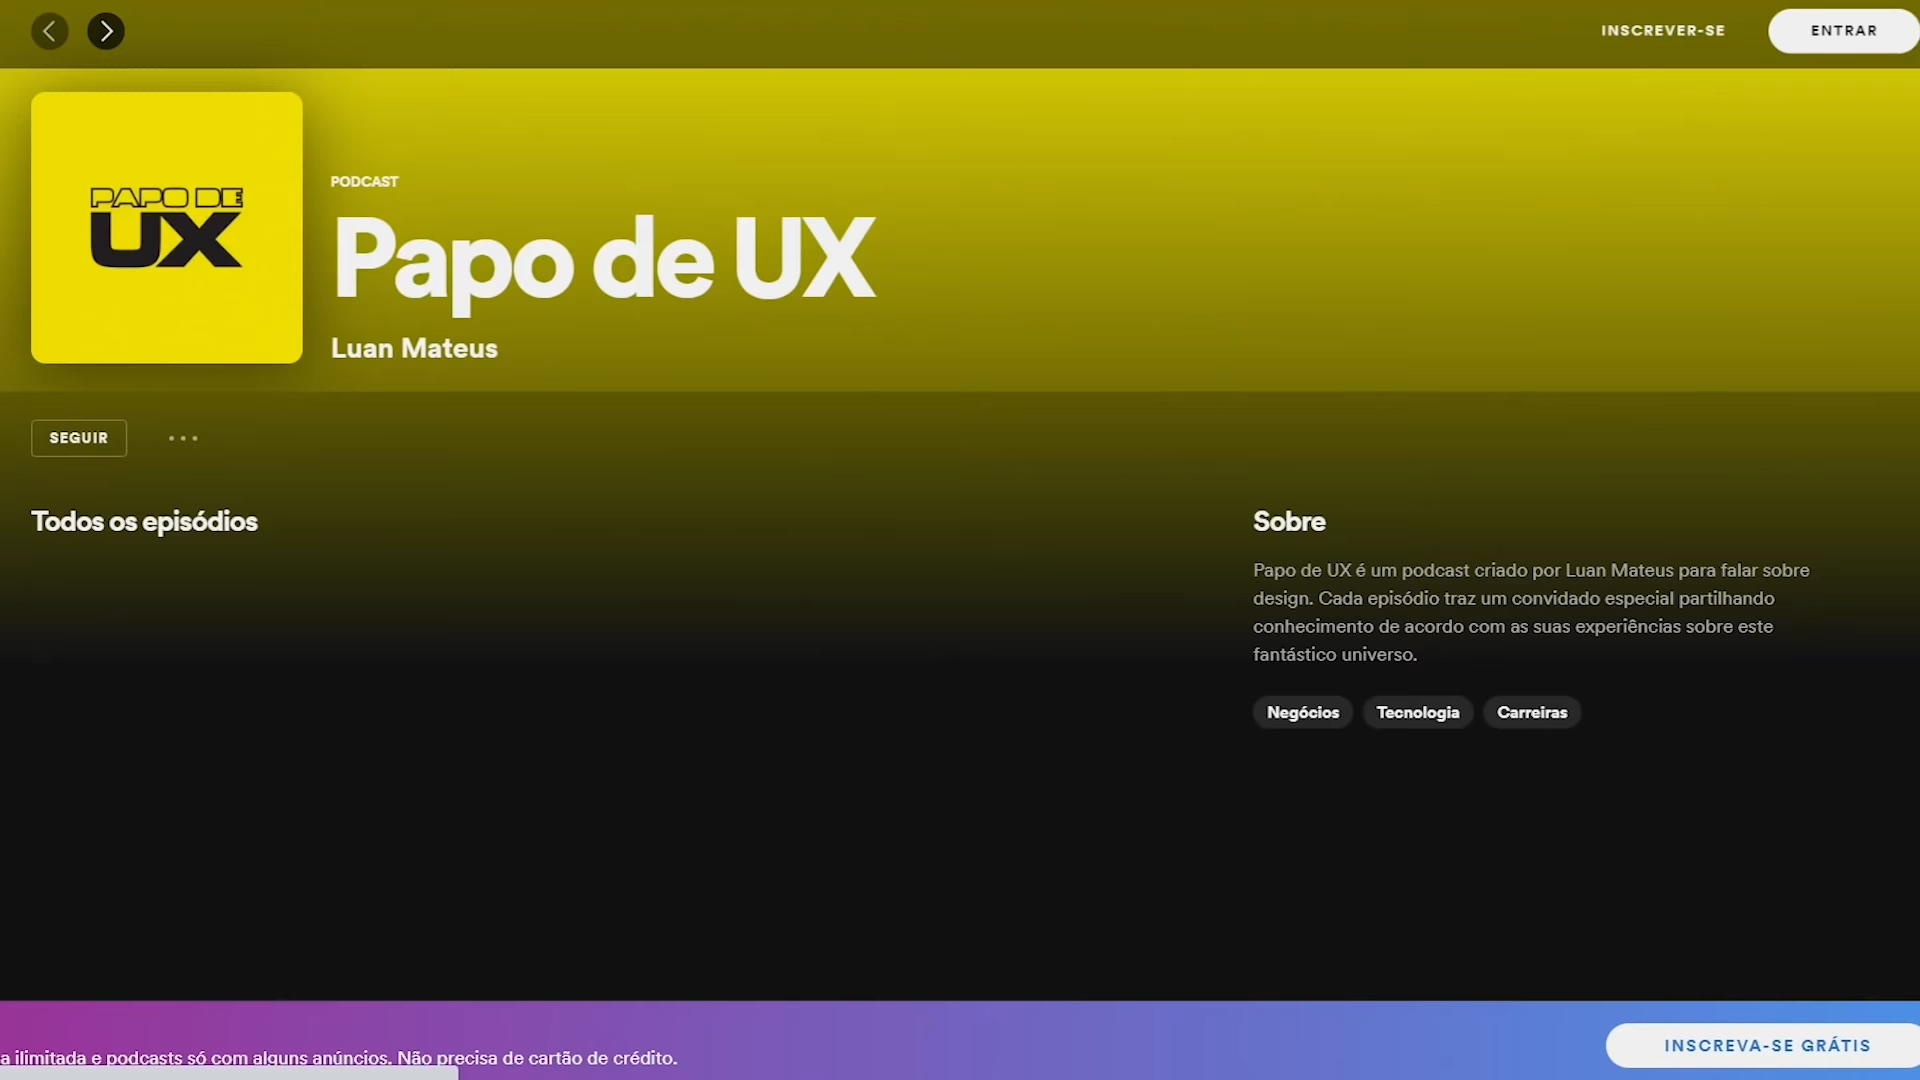 INSCREVER-SE
ENTRAR
PAPO DE
UX
PODCAST
Papo de UX
Luan Mateus
SEGUIR
Todos os episódios
Sobre
Papo de UX é um podcast criado por Luan Mateus para falar sobre
design. Cada episódio traz um convidado especial partilhando
conhecimento de acordo com as suas experiências sobre este
fantástico universo.
Negócios
Tecnologia
Carreiras
a ilimitada e podcasts só com alguns anúncios. Não precisa de cartão de crédito.
INSCREVA-SE GRÁTIS